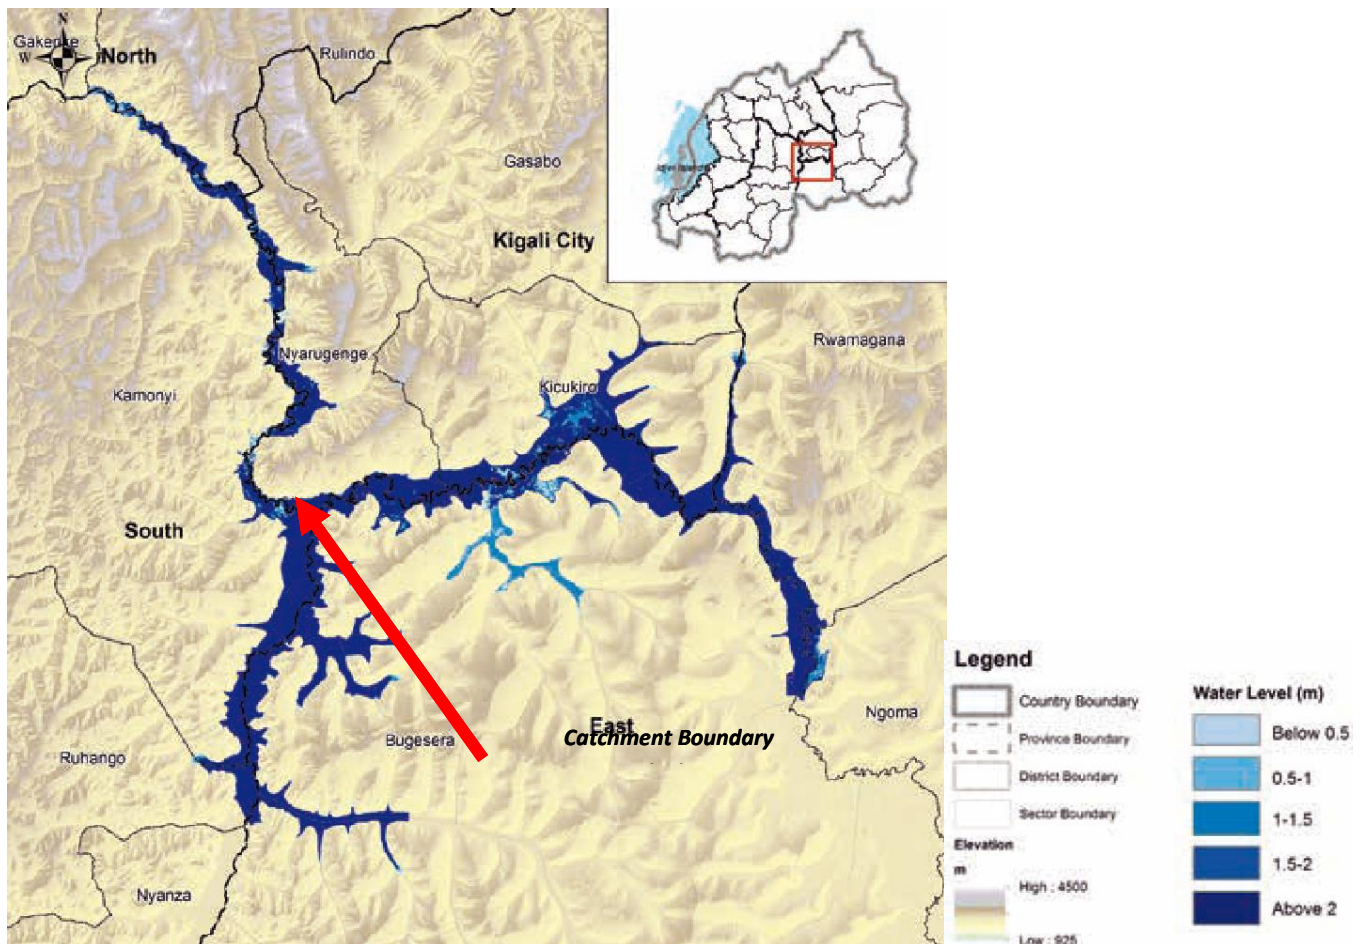 N
Gakenke
W
North
Rulindo
Gasabo
Kigali City
Rwamagana
Nyarugenge
Kicukiro
Kamonyi
South
East
Catchment Boundary
Bugesera
Ngoma
Ruhango
Nyanza
Legend
Country Boundary
Province Boundary
District Boundary
Sector Boundary
Elevation
m
High : 4500
Low : 925
Water Level (m)
Below 0.5
0.5-1
1-1.5
1.5-2
Above 2